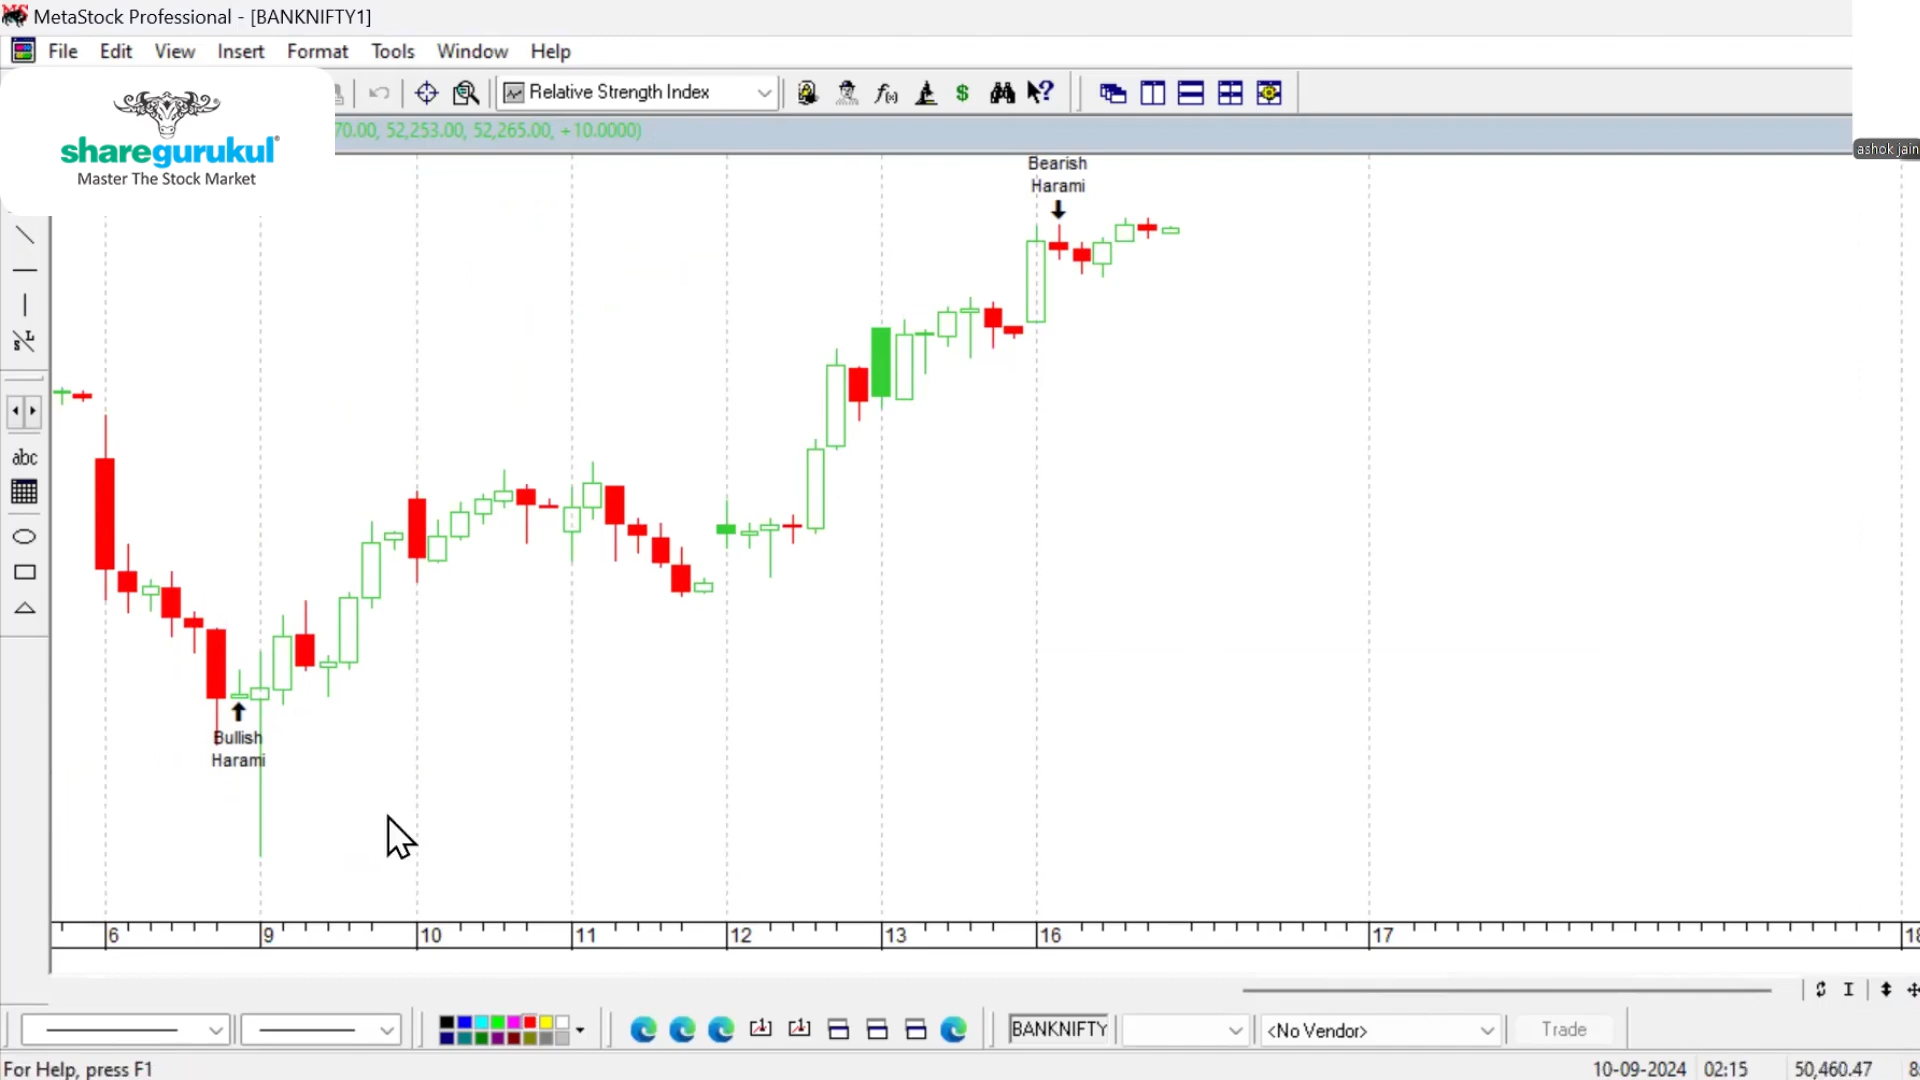 MetaStock Professional - [BANKNIFTY1]
File Edit View Insert Format Tools Window Help
Relative Strength Index
f(x) $ ?
sharegurukul
Master The Stock Market
70.00, 52,253.00, 52,265.00, +10.0000)
ashok jain
Bearish
Harami
abc
Bullish
Harami
6 9 10 11 12 13 16 17 18
BANKNIFTY
<No Vendor>
Trade
For Help, press F1
10-09-2024 02:15 50,460.47